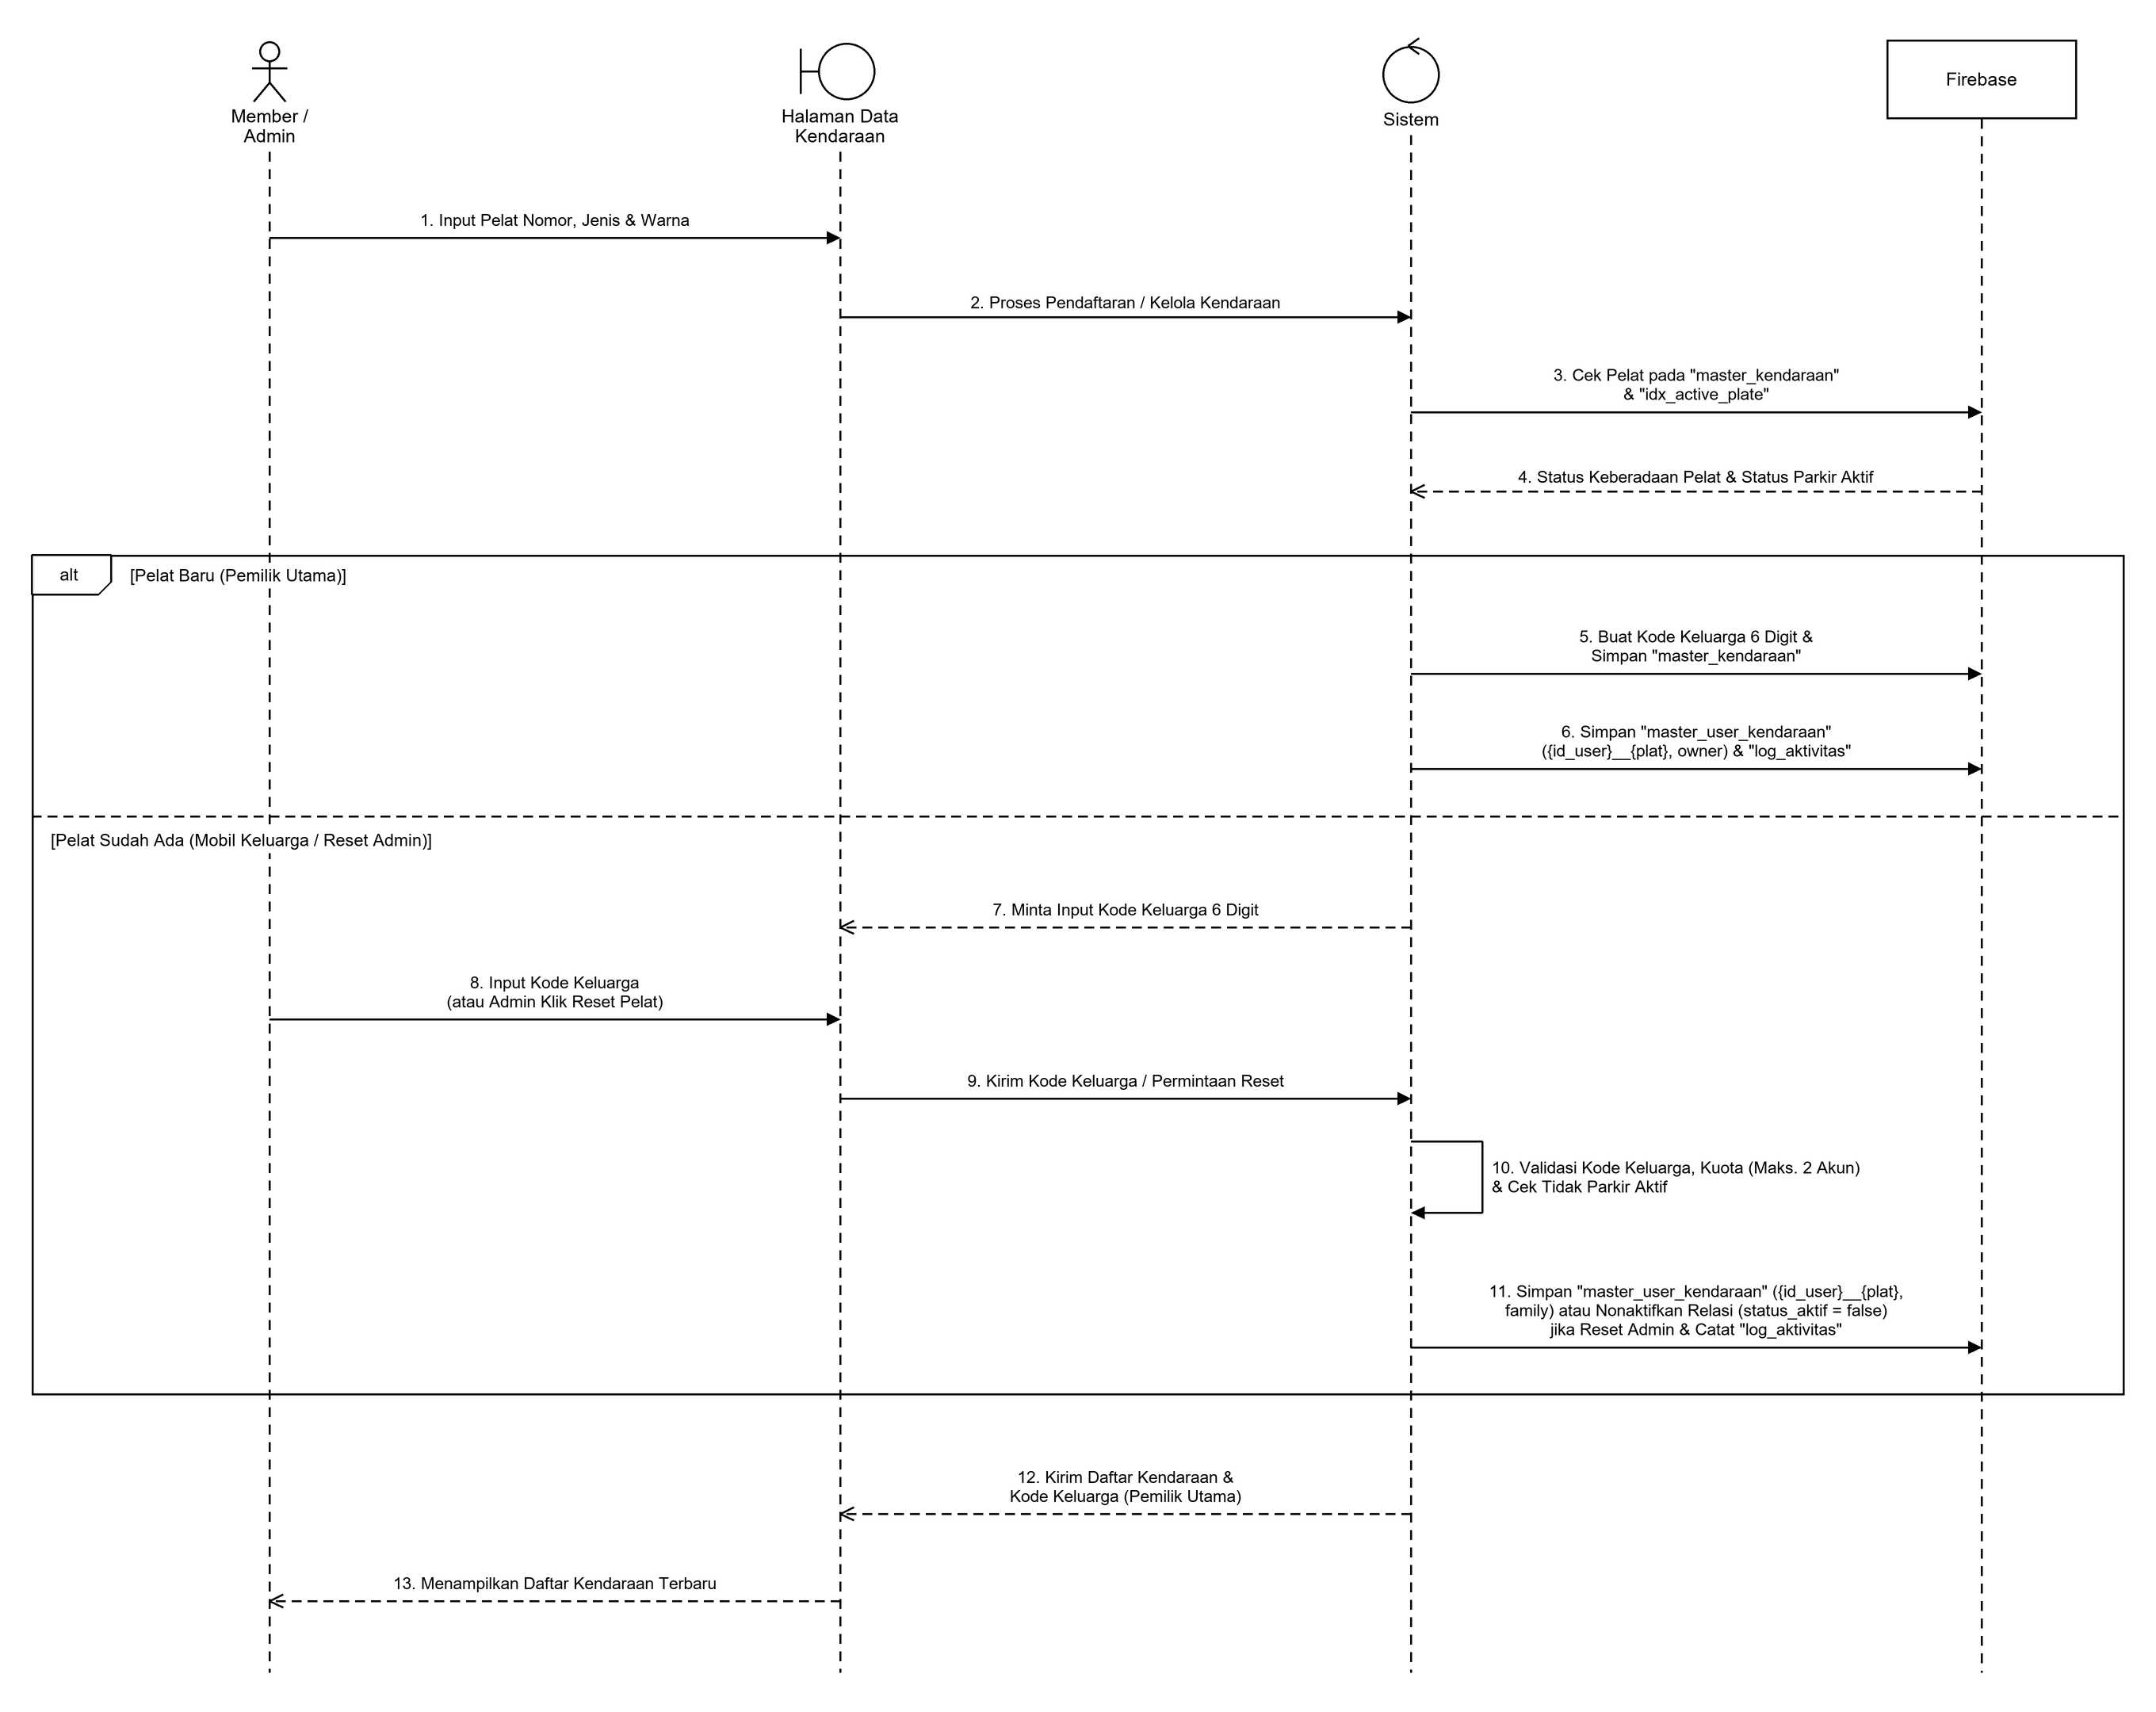 Member /
Admin
Halaman Data
Kendaraan
Sistem
Firebase
1. Input Pelat Nomor, Jenis & Warna
2. Proses Pendaftaran / Kelola Kendaraan
3. Cek Pelat pada "master_kendaraan"
& "idx_active_plate"
4. Status Keberadaan Pelat & Status Parkir Aktif
alt
[Pelat Baru (Pemilik Utama)]
5. Buat Kode Keluarga 6 Digit &
Simpan "master_kendaraan"
6. Simpan "master_user_kendaraan"
({id_user}__{plat}, owner) & "log_aktivitas"
[Pelat Sudah Ada (Mobil Keluarga / Reset Admin)]
7. Minta Input Kode Keluarga 6 Digit
8. Input Kode Keluarga
(atau Admin Klik Reset Pelat)
9. Kirim Kode Keluarga / Permintaan Reset
10. Validasi Kode Keluarga, Kuota (Maks. 2 Akun)
& Cek Tidak Parkir Aktif
11. Simpan "master_user_kendaraan" ({id_user}__{plat},
family) atau Nonaktifkan Relasi (status_aktif = false)
jika Reset Admin & Catat "log_aktivitas"
12. Kirim Daftar Kendaraan &
Kode Keluarga (Pemilik Utama)
13. Menampilkan Daftar Kendaraan Terbaru